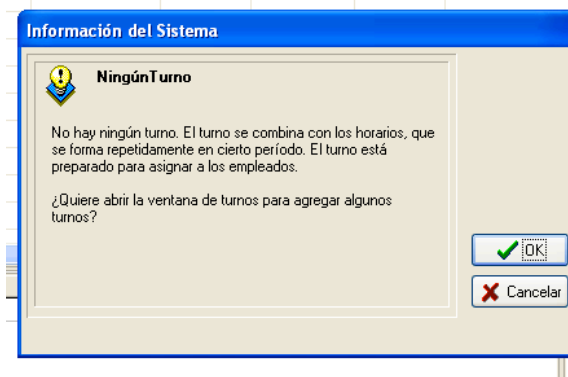 Información del Sistema
NingúnTurno
No hay ningún turno. El turno se combina con los horarios, que
se forma repetidamente en cierto período. El turno está
preparado para asignar a los empleados.
¿Quiere abrir la ventana de turnos para agregar algunos
turnos?
OK
Cancelar